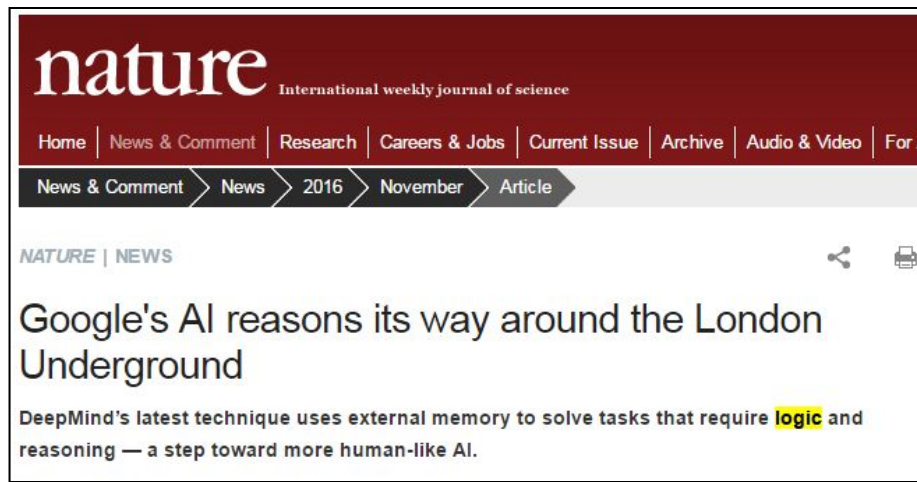 nature International weekly journal of science
Home News & Comment Research Careers & Jobs Current Issue Archive Audio & Video For
News & Comment News 2016 November Article
NATURE | NEWS
Google's AI reasons its way around the London
Underground
DeepMind's latest technique uses external memory to solve tasks that require logic and
reasoning — a step toward more human-like AI.